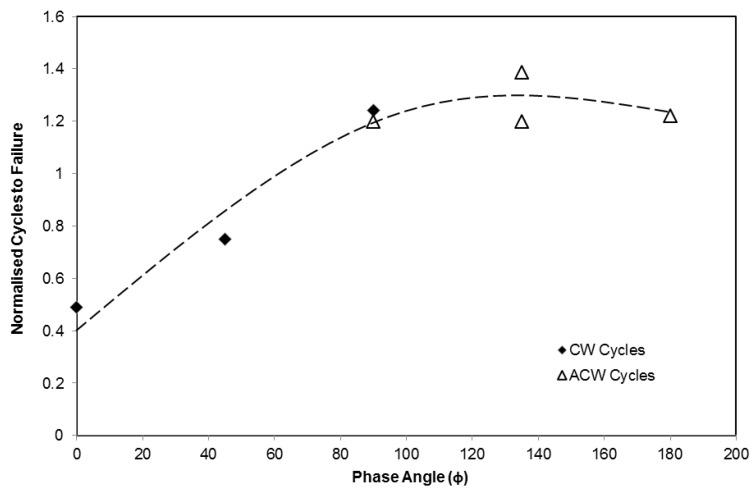 1.6
1.4
1.2
1
0.8
0.6
0.4
0.2
0
Normalised Cycles to Failure
CW Cycles
ACW Cycles
0 20 40 60 80 100 120 140 160 180 200
Phase Angle (ϕ)